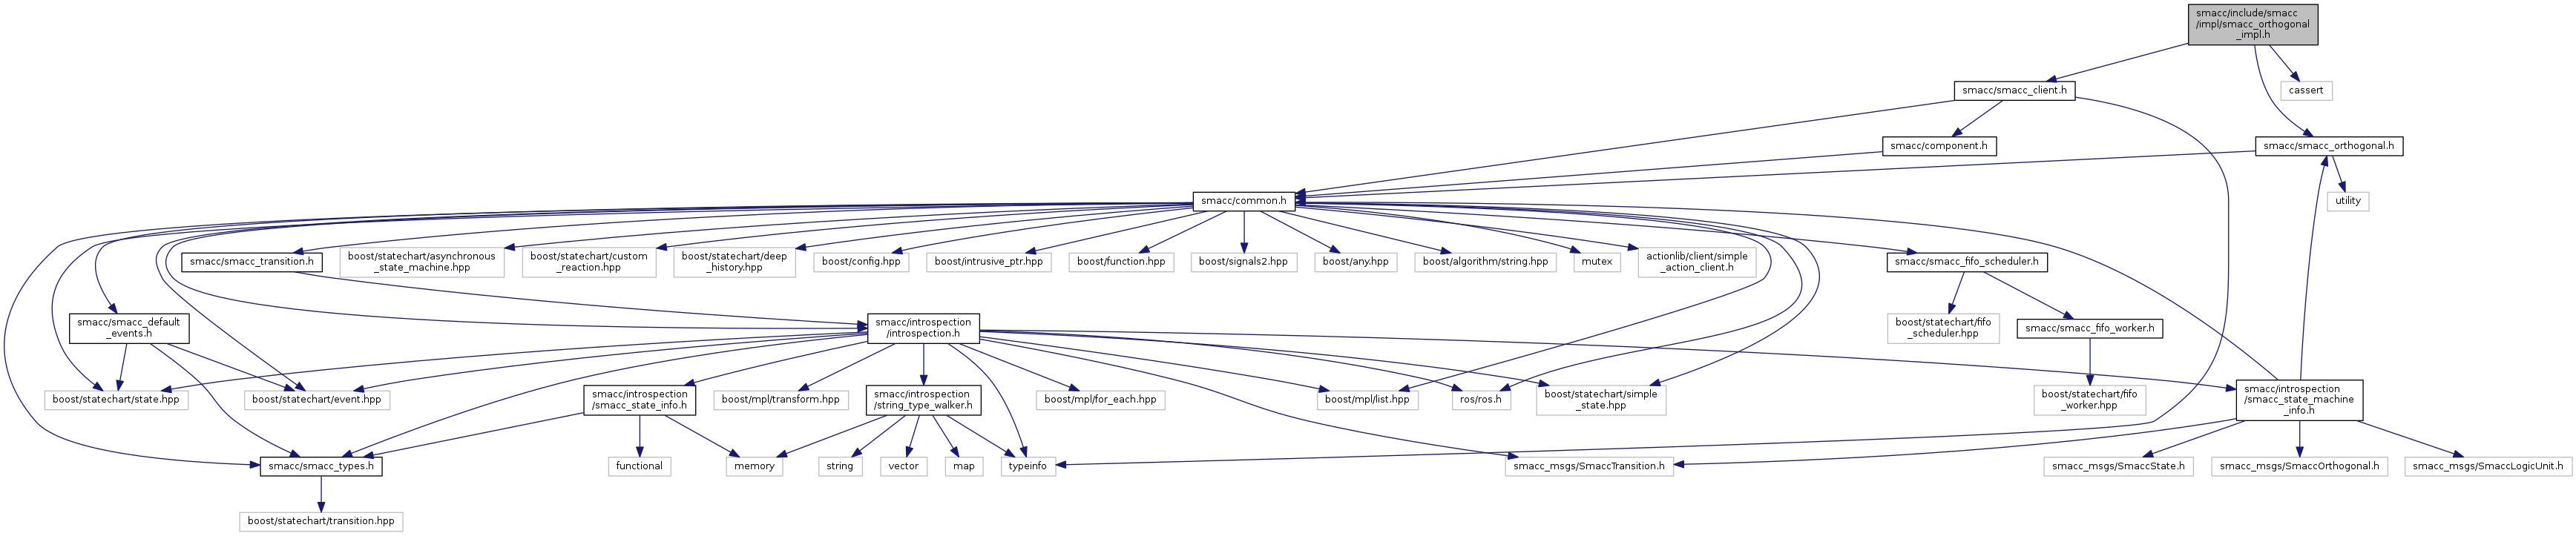 smacc/include/smacc
/impl/smacc_orthogonal
_impl.h
smacc/smacc_client.h
cassert
smacc/component.h
smacc/smacc_orthogonal.h
smacc/common.h
utility
smacc/smacc_transition.h
boost/statechart/asynchronous
_state_machine.hpp
boost/statechart/custom
_reaction.hpp
boost/statechart/deep
_history.hpp
boost/config.hpp
boost/intrusive_ptr.hpp
boost/function.hpp
boost/signals2.hpp
boost/any.hpp
boost/algorithm/string.hpp
mutex
actionlib/client/simple
_action_client.h
smacc/smacc_fifo_scheduler.h
smacc/smacc_default
_events.h
smacc/introspection
/introspection.h
boost/statechart/fifo
_scheduler.hpp
smacc/smacc_fifo_worker.h
boost/statechart/state.hpp
boost/statechart/event.hpp
smacc/introspection
/smacc_state_info.h
boost/mpl/transform.hpp
smacc/introspection
/string_type_walker.h
boost/mpl/for_each.hpp
boost/mpl/list.hpp
ros/ros.h
boost/statechart/simple
_state.hpp
boost/statechart/fifo
_worker.hpp
smacc/introspection
/smacc_state_machine
_info.h
smacc/smacc_types.h
functional
memory
string
vector
map
typeinfo
smacc_msgs/SmaccTransition.h
smacc_msgs/SmaccState.h
smacc_msgs/SmaccOrthogonal.h
smacc_msgs/SmaccLogicUnit.h
boost/statechart/transition.hpp